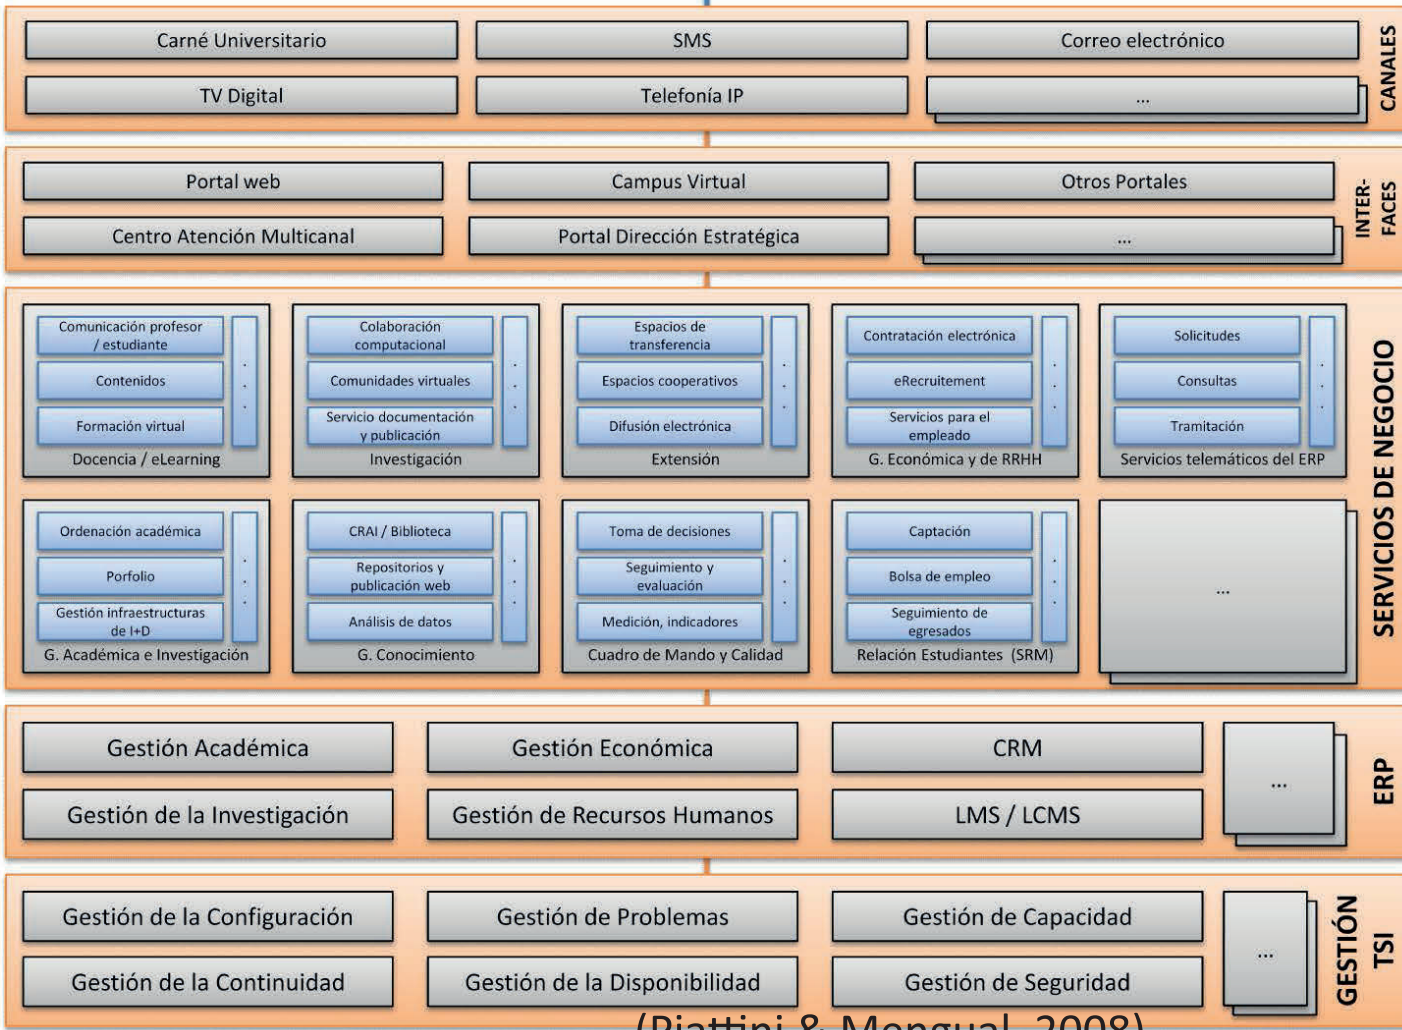 Carné Universitario
SMS
Correo electrónico
TV Digital
Telefonía IP
...
CANALES
Portal web
Campus Virtual
Otros Portales
Centro Atención Multicanal
Portal Dirección Estratégica
...
INTER-
FACES
Comunicación profesor
/ estudiante
Contenidos
Formación virtual
. . .
Docencia / eLearning
Colaboración
computacional
Comunidades virtuales
Servicio documentación
y publicación
. . .
Investigación
Espacios de
transferencia
Espacios cooperativos
Difusión electrónica
. . .
Extensión
Contratación electrónica
eRecruitement
Servicios para el
empleado
. . .
G. Económica y de RRHH
Solicitudes
Consultas
Tramitación
. . .
Servicios telemáticos del ERP
Ordenación académica
Porfolio
Gestión infraestructuras
de I+D
. . .
G. Académica e Investigación
CRAI / Biblioteca
Repositorios y
publicación web
Análisis de datos
. . .
G. Conocimiento
Toma de decisiones
Seguimiento y
evaluación
Medición, indicadores
. . .
Cuadro de Mando y Calidad
Captación
Bolsa de empleo
Seguimiento de
egresados
. . .
Relación Estudiantes (SRM)
...
SERVICIOS DE NEGOCIO
Gestión Académica
Gestión Económica
CRM
Gestión de la Investigación
Gestión de Recursos Humanos
LMS / LCMS
...
ERP
Gestión de la Configuración
Gestión de Problemas
Gestión de Capacidad
Gestión de la Continuidad
Gestión de la Disponibilidad
Gestión de Seguridad
...
GESTIÓN
TSI
(Piattini & Mengual, 2008)